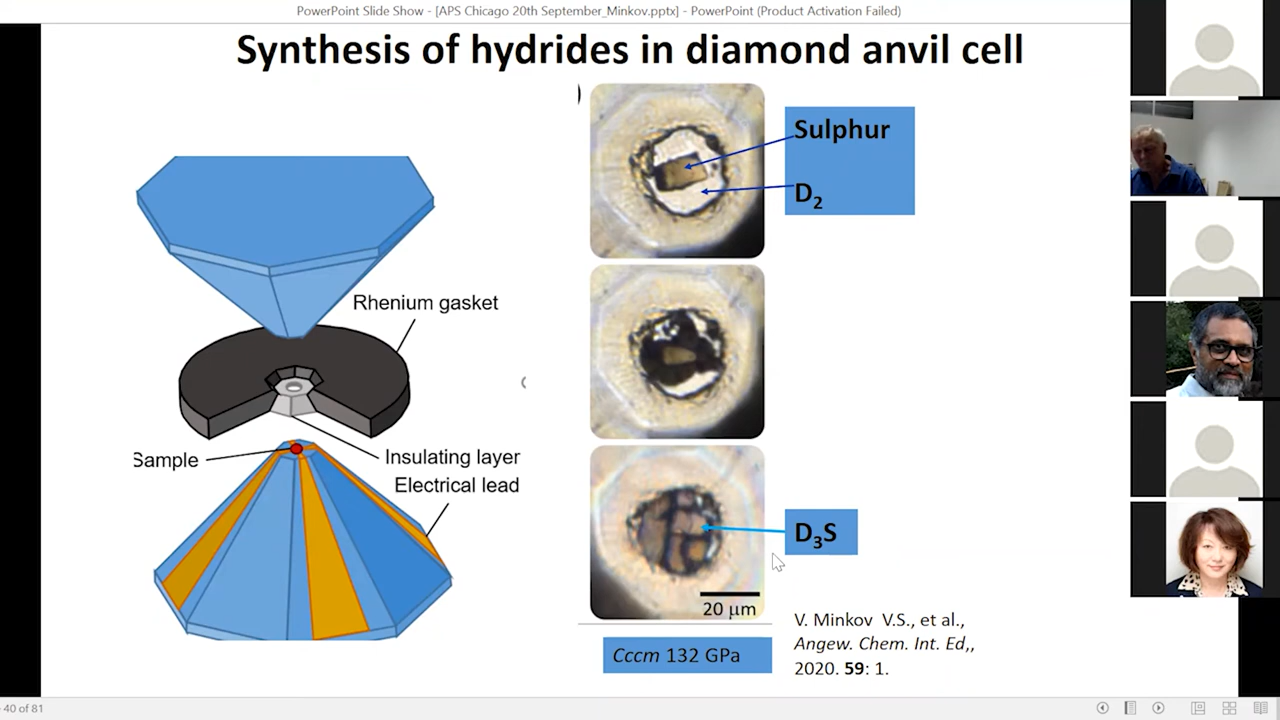 PowerPoint Slide Show - [APS Chicago 20th September_Minkov.pptx] - PowerPoint (Product Activation Failed)
Synthesis of hydrides in diamond anvil cell
)
Sulphur
D₂
Rhenium gasket
Sample
Insulating layer
Electrical lead
D₃S
20 µm
Cccm 132 GPa
V. Minkov V.S., et al.,
Angew. Chem. Int. Ed,,
2020. 59: 1.
40 of 81